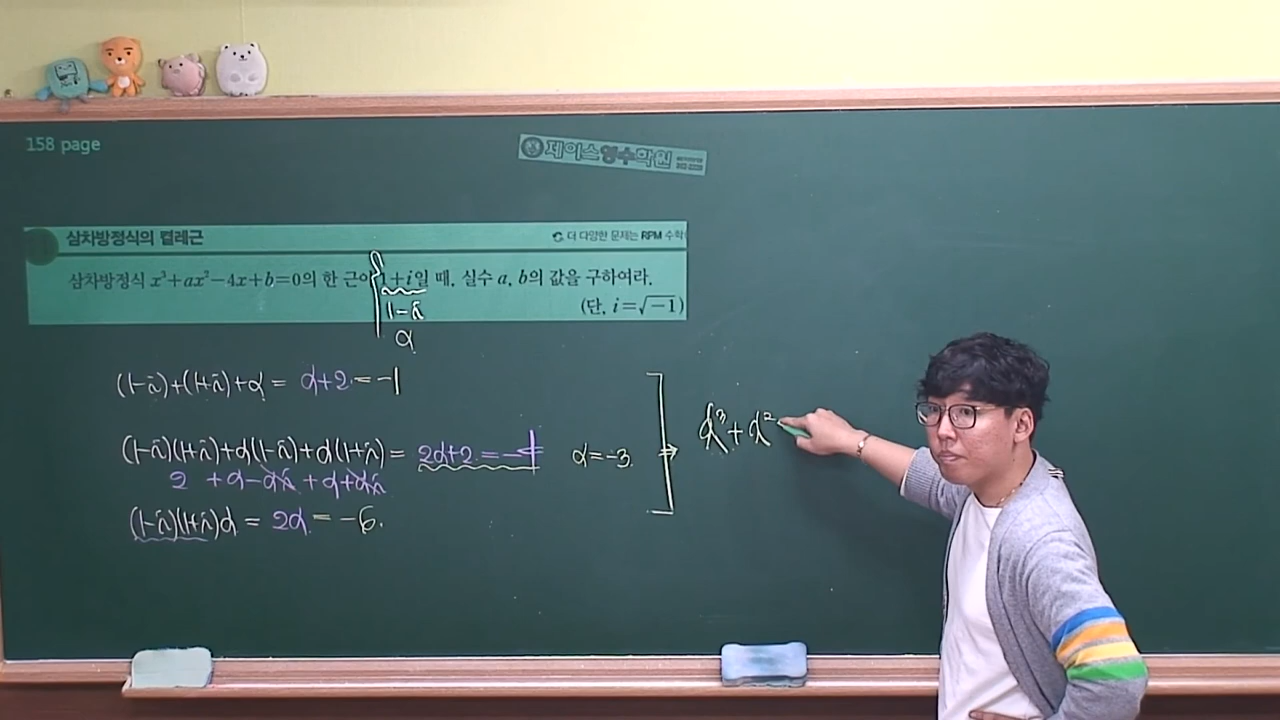 158 page
제이스영수학원
삼차방정식의 켤레근
더 다양한 문제는 RPM 수학
삼차방정식 x³+ax²-4x+b=0의 한 근이 1+i일 때, 실수 a, b의 값을 구하여라.
(단, i=√-1)
1-i
α
(1-i)+(1+i)+α = α+2 = -1
(1-i)(1+i)+α(1-i)+α(1+i) = 2α+2 = -4
α=-3.
2 +α-αi+α+αi
(1-i)(1+i)α = 2α = -6.
⇒ α³+α²